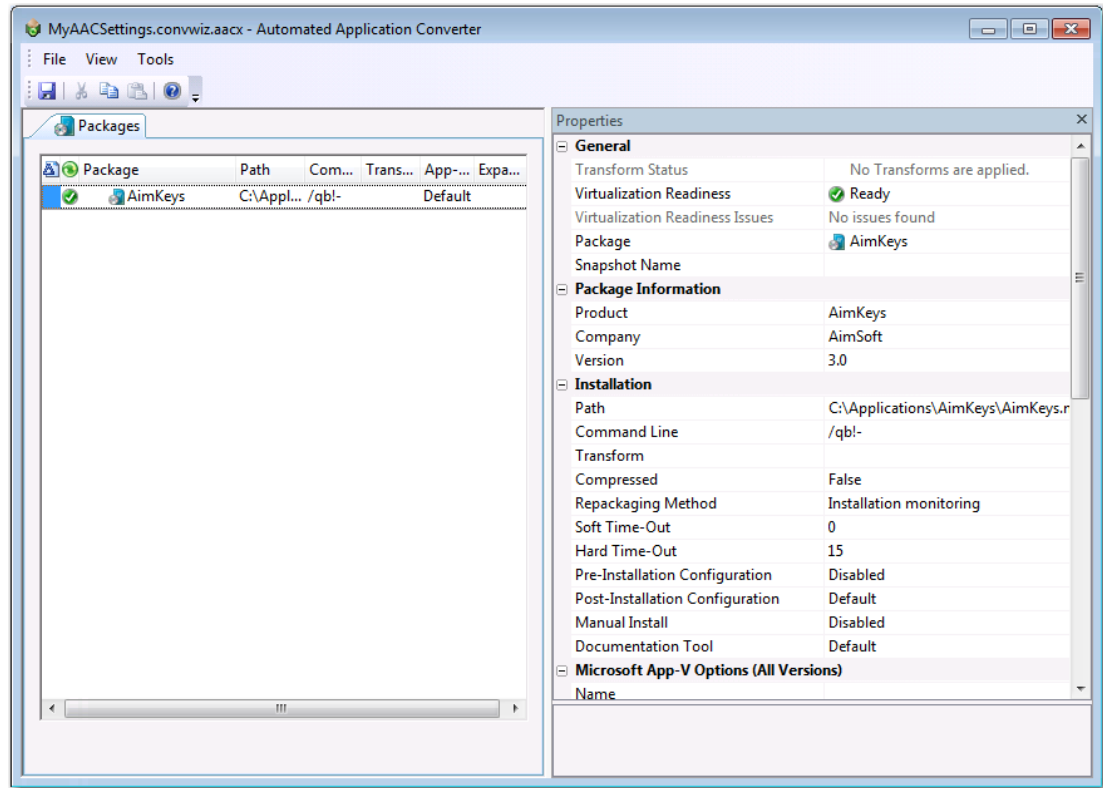 MyAACSettings.convwiz.aacx - Automated Application Converter
File View Tools
Packages
Package Path Com... Trans... App-... Expa...
AimKeys C:\Appl... /qb!- Default
Properties
General
Transform Status No Transforms are applied.
Virtualization Readiness Ready
Virtualization Readiness Issues No issues found
Package AimKeys
Snapshot Name
Package Information
Product AimKeys
Company AimSoft
Version 3.0
Installation
Path C:\Applications\AimKeys\AimKeys.r
Command Line /qb!-
Transform
Compressed False
Repackaging Method Installation monitoring
Soft Time-Out 0
Hard Time-Out 15
Pre-Installation Configuration Disabled
Post-Installation Configuration Default
Manual Install Disabled
Documentation Tool Default
Microsoft App-V Options (All Versions)
Name